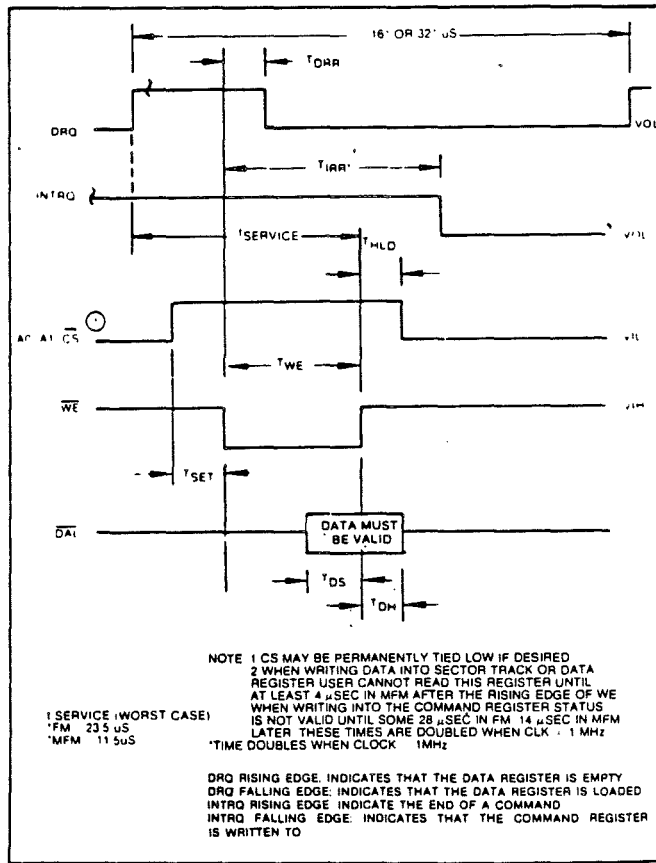 16* OR 32* uS
TDRR
DRQ
VOL
TIRR*
INTRQ
VOL
tSERVICE
THLD
A0 A1 CS
VIL
TWE
WE
VIH
TSET
DAL
DATA MUST
BE VALID
TDS
TDH
NOTE 1 CS MAY BE PERMANENTLY TIED LOW IF DESIRED
2 WHEN WRITING DATA INTO SECTOR TRACK OR DATA
REGISTER USER CANNOT READ THIS REGISTER UNTIL
AT LEAST 4 µSEC IN MFM AFTER THE RISING EDGE OF WE
WHEN WRITING INTO THE COMMAND REGISTER STATUS
IS NOT VALID UNTIL SOME 28 µSEC IN FM 14 µSEC IN MFM
LATER THESE TIMES ARE DOUBLED WHEN CLK 1 MHz
t SERVICE (WORST CASE)
*FM 23.5 uS
*MFM 11.5uS
*TIME DOUBLES WHEN CLOCK 1MHz
DRQ RISING EDGE. INDICATES THAT THE DATA REGISTER IS EMPTY
DRQ FALLING EDGE: INDICATES THAT THE DATA REGISTER IS LOADED
INTRQ RISING EDGE INDICATE THE END OF A COMMAND
INTRQ FALLING EDGE: INDICATES THAT THE COMMAND REGISTER
IS WRITTEN TO